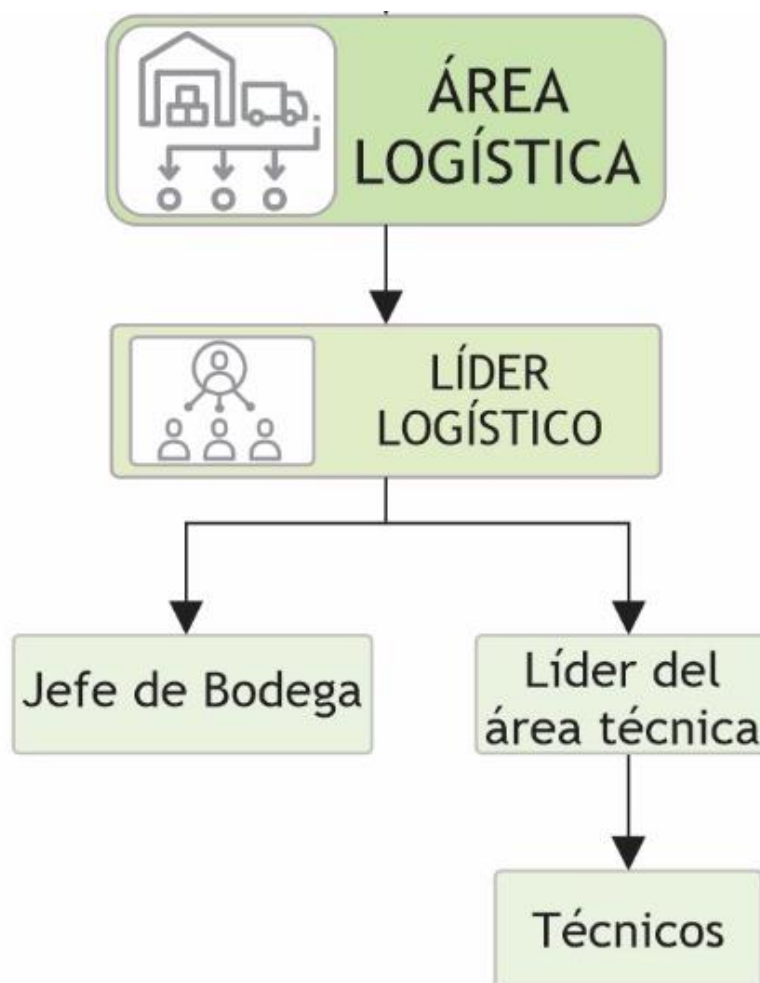 ÁREA
LOGÍSTICA
LÍDER
LOGÍSTICO
Jefe de Bodega
Líder del
área técnica
Técnicos